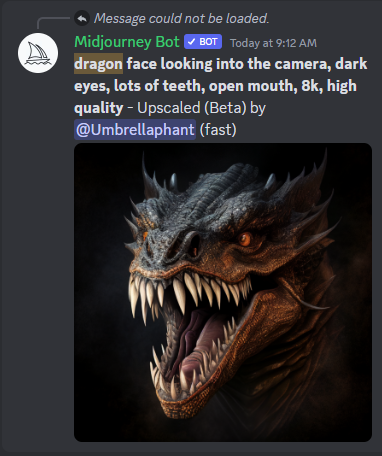 Message could not be loaded.
Midjourney Bot ✓ BOT Today at 9:12 AM
dragon face looking into the camera, dark
eyes, lots of teeth, open mouth, 8k, high
quality - Upscaled (Beta) by
@Umbrellaphant (fast)